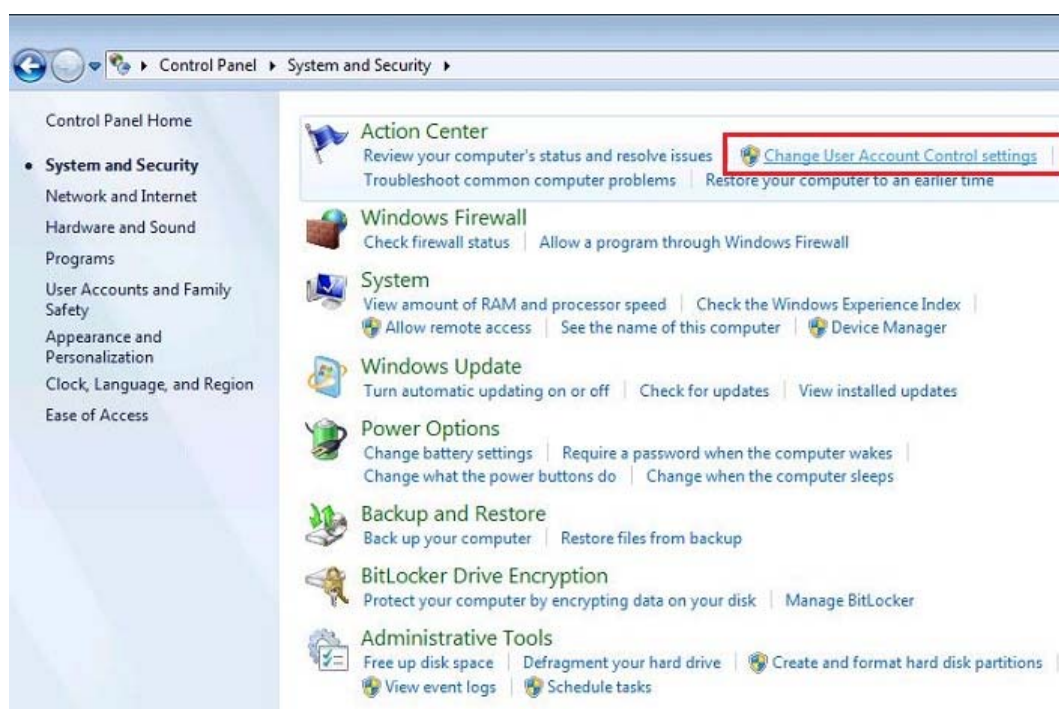 Control Panel ▸ System and Security ▸
Control Panel Home
System and Security
Network and Internet
Hardware and Sound
Programs
User Accounts and Family
Safety
Appearance and
Personalization
Clock, Language, and Region
Ease of Access
Action Center
Review your computer's status and resolve issues | Change User Account Control settings |
Troubleshoot common computer problems | Restore your computer to an earlier time
Windows Firewall
Check firewall status | Allow a program through Windows Firewall
System
View amount of RAM and processor speed | Check the Windows Experience Index |
Allow remote access | See the name of this computer | Device Manager
Windows Update
Turn automatic updating on or off | Check for updates | View installed updates
Power Options
Change battery settings | Require a password when the computer wakes |
Change what the power buttons do | Change when the computer sleeps
Backup and Restore
Back up your computer | Restore files from backup
BitLocker Drive Encryption
Protect your computer by encrypting data on your disk | Manage BitLocker
Administrative Tools
Free up disk space | Defragment your hard drive | Create and format hard disk partitions |
View event logs | Schedule tasks